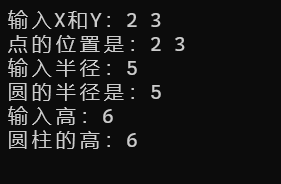 输入X和Y: 2 3
点的位置是: 2 3
输入半径: 5
圆的半径是: 5
输入高: 6
圆柱的高: 6